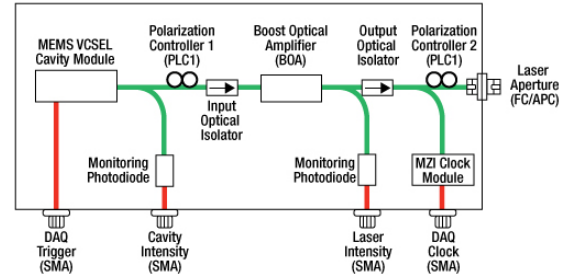 MEMS VCSEL
Cavity Module
Polarization
Controller 1
(PLC1)
Boost Optical
Amplifier
(BOA)
Output
Optical
Isolator
Polarization
Controller 2
(PLC1)
Laser
Aperture
(FC/APC)
Input
Optical
Isolator
Monitoring
Photodiode
Monitoring
Photodiode
MZI Clock
Module
DAQ
Trigger
(SMA)
Cavity
Intensity
(SMA)
Laser
Intensity
(SMA)
DAQ
Clock
(SMA)